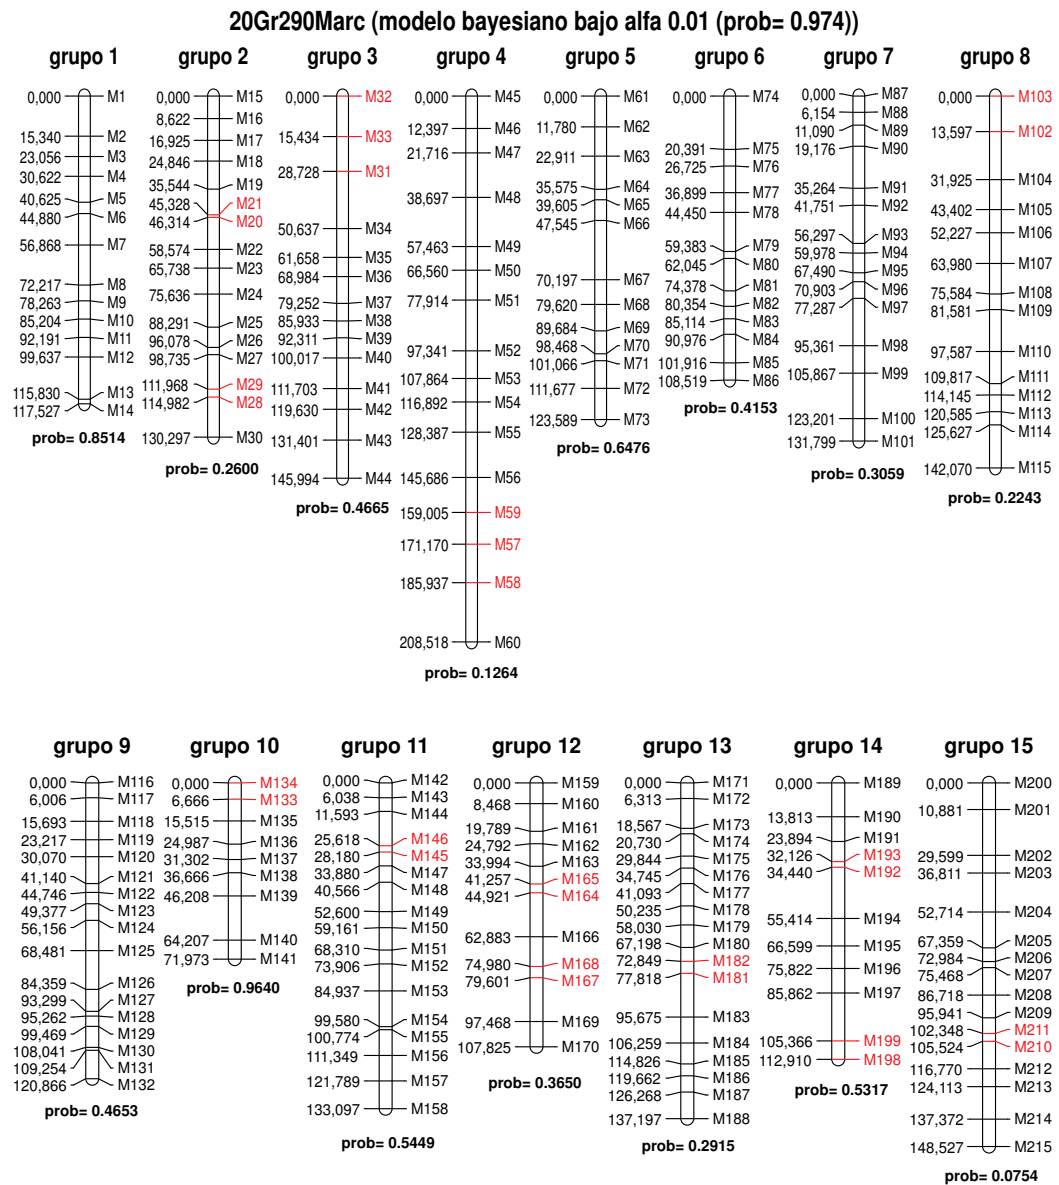 20Gr290Marc (modelo bayesiano bajo alfa 0.01 (prob= 0.974))
grupo 1
0,000 M1
15,340 M2
23,056 M3
30,622 M4
40,625 M5
44,880 M6
56,868 M7
72,217 M8
78,263 M9
85,204 M10
92,191 M11
99,637 M12
115,830 M13
117,527 M14
prob= 0.8514
grupo 2
0,000 M15
8,622 M16
16,925 M17
24,846 M18
35,544 M19
45,328 M21
46,314 M20
58,574 M22
65,738 M23
75,636 M24
88,291 M25
96,078 M26
98,735 M27
111,968 M29
114,982 M28
130,297 M30
prob= 0.2600
grupo 3
0,000 M32
15,434 M33
28,728 M31
50,637 M34
61,658 M35
68,984 M36
79,252 M37
85,933 M38
92,311 M39
100,017 M40
111,703 M41
119,630 M42
131,401 M43
145,994 M44
prob= 0.4665
grupo 4
0,000 M45
12,397 M46
21,716 M47
38,697 M48
57,463 M49
66,560 M50
77,914 M51
97,341 M52
107,864 M53
116,892 M54
128,387 M55
145,686 M56
159,005 M59
171,170 M57
185,937 M58
208,518 M60
prob= 0.1264
grupo 5
0,000 M61
11,780 M62
22,911 M63
35,575 M64
39,605 M65
47,545 M66
70,197 M67
79,620 M68
89,684 M69
98,468 M70
101,066 M71
111,677 M72
123,589 M73
prob= 0.6476
grupo 6
0,000 M74
20,391 M75
26,725 M76
36,899 M77
44,450 M78
59,383 M79
62,045 M80
74,378 M81
80,354 M82
85,114 M83
90,976 M84
101,916 M85
108,519 M86
prob= 0.4153
grupo 7
0,000 M87
6,154 M88
11,090 M89
19,176 M90
35,264 M91
41,751 M92
56,297 M93
59,978 M94
67,490 M95
70,903 M96
77,287 M97
95,361 M98
105,867 M99
123,201 M100
131,799 M101
prob= 0.3059
grupo 8
0,000 M103
13,597 M102
31,925 M104
43,402 M105
52,227 M106
63,980 M107
75,584 M108
81,581 M109
97,587 M110
109,817 M111
114,145 M112
120,585 M113
125,627 M114
142,070 M115
prob= 0.2243
grupo 9
0,000 M116
6,006 M117
15,693 M118
23,217 M119
30,070 M120
41,140 M121
44,746 M122
49,377 M123
56,156 M124
68,481 M125
84,359 M126
93,299 M127
95,262 M128
99,469 M129
108,041 M130
109,254 M131
120,866 M132
prob= 0.4653
grupo 10
0,000 M134
6,666 M133
15,515 M135
24,987 M136
31,302 M137
36,666 M138
46,208 M139
64,207 M140
71,973 M141
prob= 0.9640
grupo 11
0,000 M142
6,038 M143
11,593 M144
25,618 M146
28,180 M145
33,880 M147
40,566 M148
52,600 M149
59,161 M150
68,310 M151
73,906 M152
84,937 M153
99,580 M154
100,774 M155
111,349 M156
121,789 M157
133,097 M158
prob= 0.5449
grupo 12
0,000 M159
8,468 M160
19,789 M161
24,792 M162
33,994 M163
41,257 M165
44,921 M164
62,883 M166
74,980 M168
79,601 M167
97,468 M169
107,825 M170
prob= 0.3650
grupo 13
0,000 M171
6,313 M172
18,567 M173
20,730 M174
29,844 M175
34,745 M176
41,093 M177
50,235 M178
58,030 M179
67,198 M180
72,849 M182
77,818 M181
95,675 M183
106,259 M184
114,826 M185
119,662 M186
126,268 M187
137,197 M188
prob= 0.2915
grupo 14
0,000 M189
13,813 M190
23,894 M191
32,126 M193
34,440 M192
55,414 M194
66,599 M195
75,822 M196
85,862 M197
105,366 M199
112,910 M198
prob= 0.5317
grupo 15
0,000 M200
10,881 M201
29,599 M202
36,811 M203
52,714 M204
67,359 M205
72,984 M206
75,468 M207
86,718 M208
95,941 M209
102,348 M211
105,524 M210
116,770 M212
124,113 M213
137,372 M214
148,527 M215
prob= 0.0754